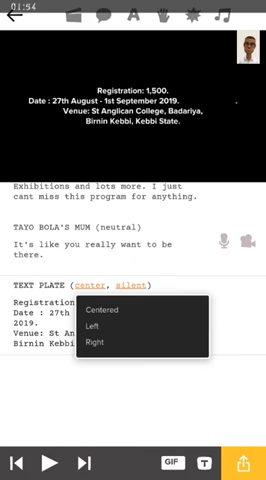 01:54
Registration: 1,500.
Date : 27th August - 1st September 2019. .
Venue: St Anglican College, Badariya,
Birnin Kebbi, Kebbi State.
Exhibitions and lots more. I just
cant miss this program for anything.
TAYO BOLA'S MUM (neutral)
It's like you really want to be
there.
TEXT PLATE (center, silent)
Registration
Date : 27th
2019.
Venue: St An
Birnin Kebbi
Centered
Left
Right
GIF
T